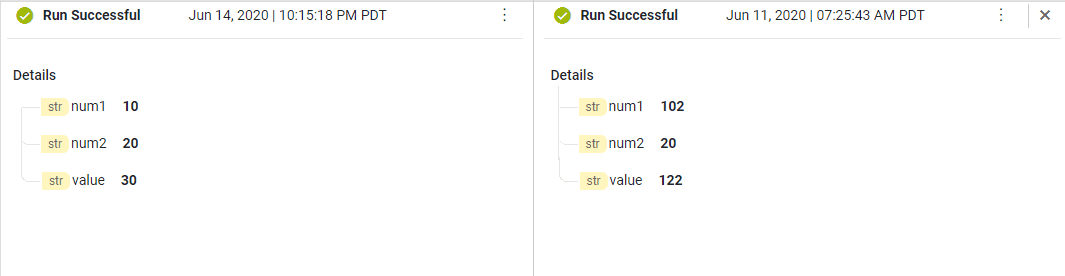 Run Successful Jun 14, 2020 | 10:15:18 PM PDT
Details
str num1 10
str num2 20
str value 30
Run Successful Jun 11, 2020 | 07:25:43 AM PDT
Details
str num1 102
str num2 20
str value 122